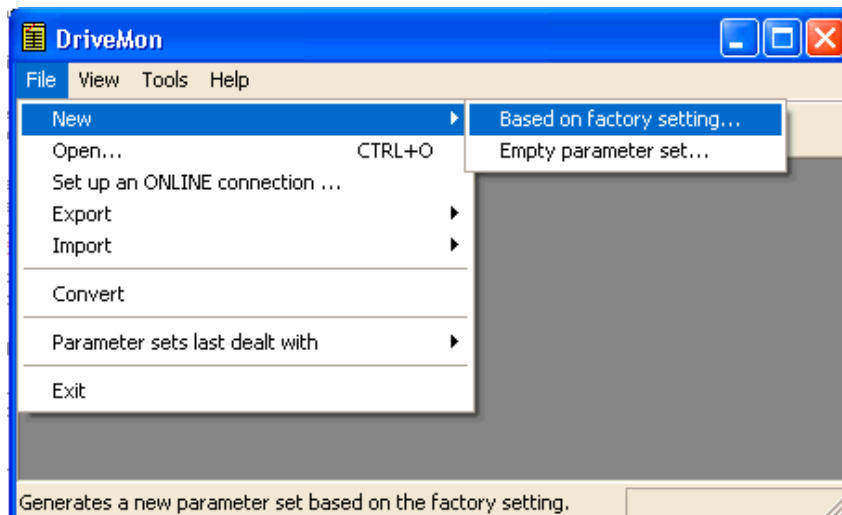 DriveMon
File View Tools Help
New
Based on factory setting...
Open... CTRL+O
Empty parameter set...
Set up an ONLINE connection ...
Export
Import
Convert
Parameter sets last dealt with
Exit
Generates a new parameter set based on the factory setting.